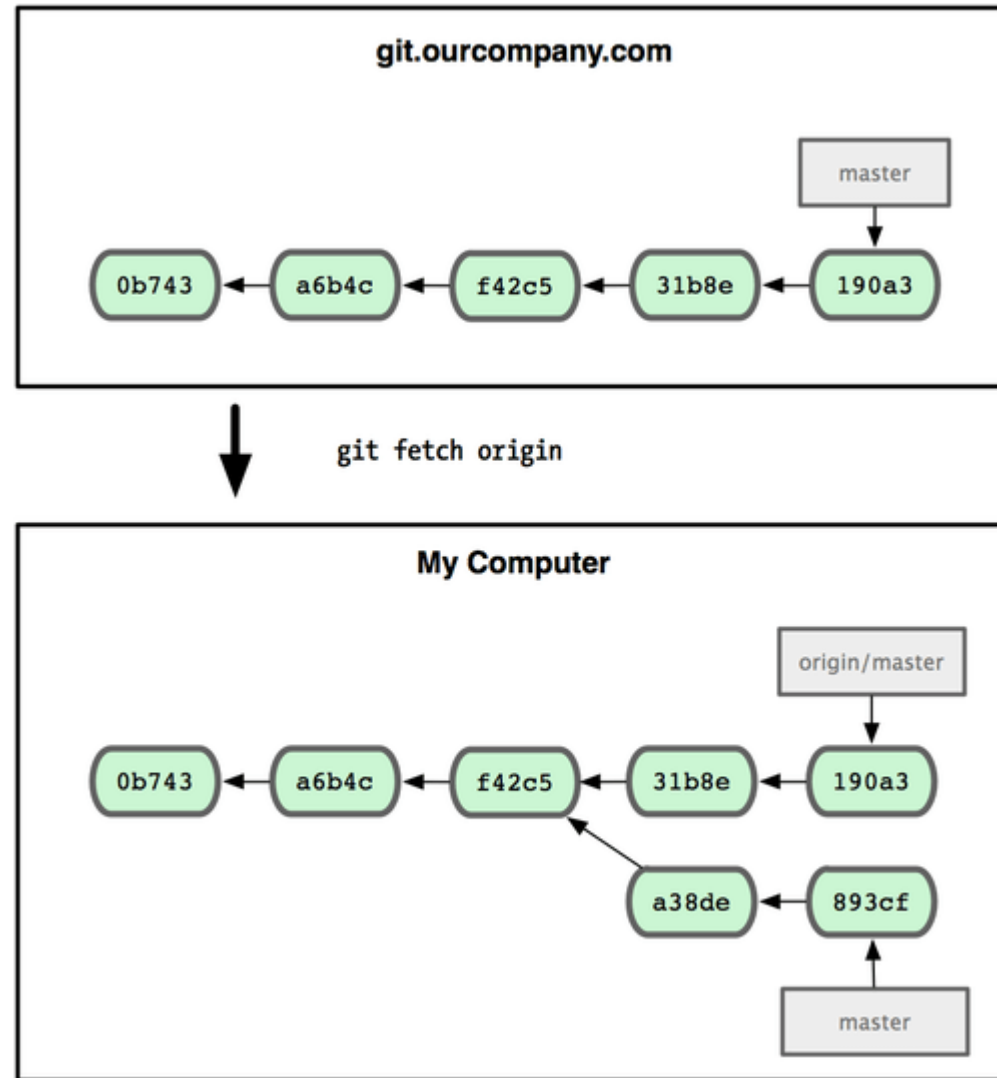 git.ourcompany.com
master
0b743 a6b4c f42c5 31b8e 190a3
git fetch origin
My Computer
origin/master
0b743 a6b4c f42c5 31b8e 190a3
a38de 893cf
master